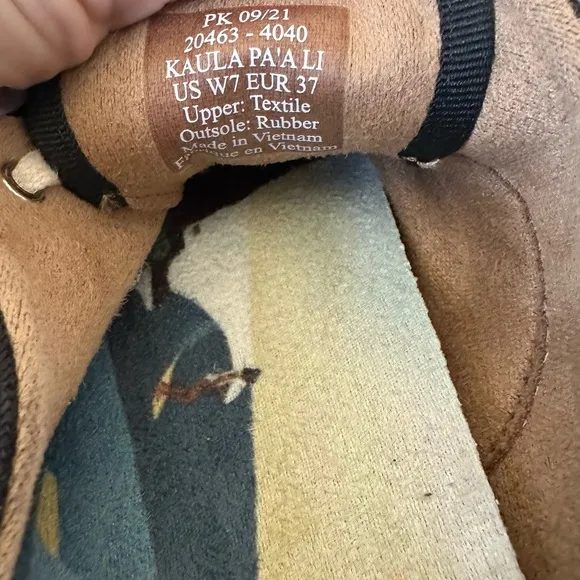 PK 09/21
20463 - 4040
KAULA PA'A LI
US W7 EUR 37
Upper: Textile
Outsole: Rubber
Made in Vietnam
Fabrique en Vietnam